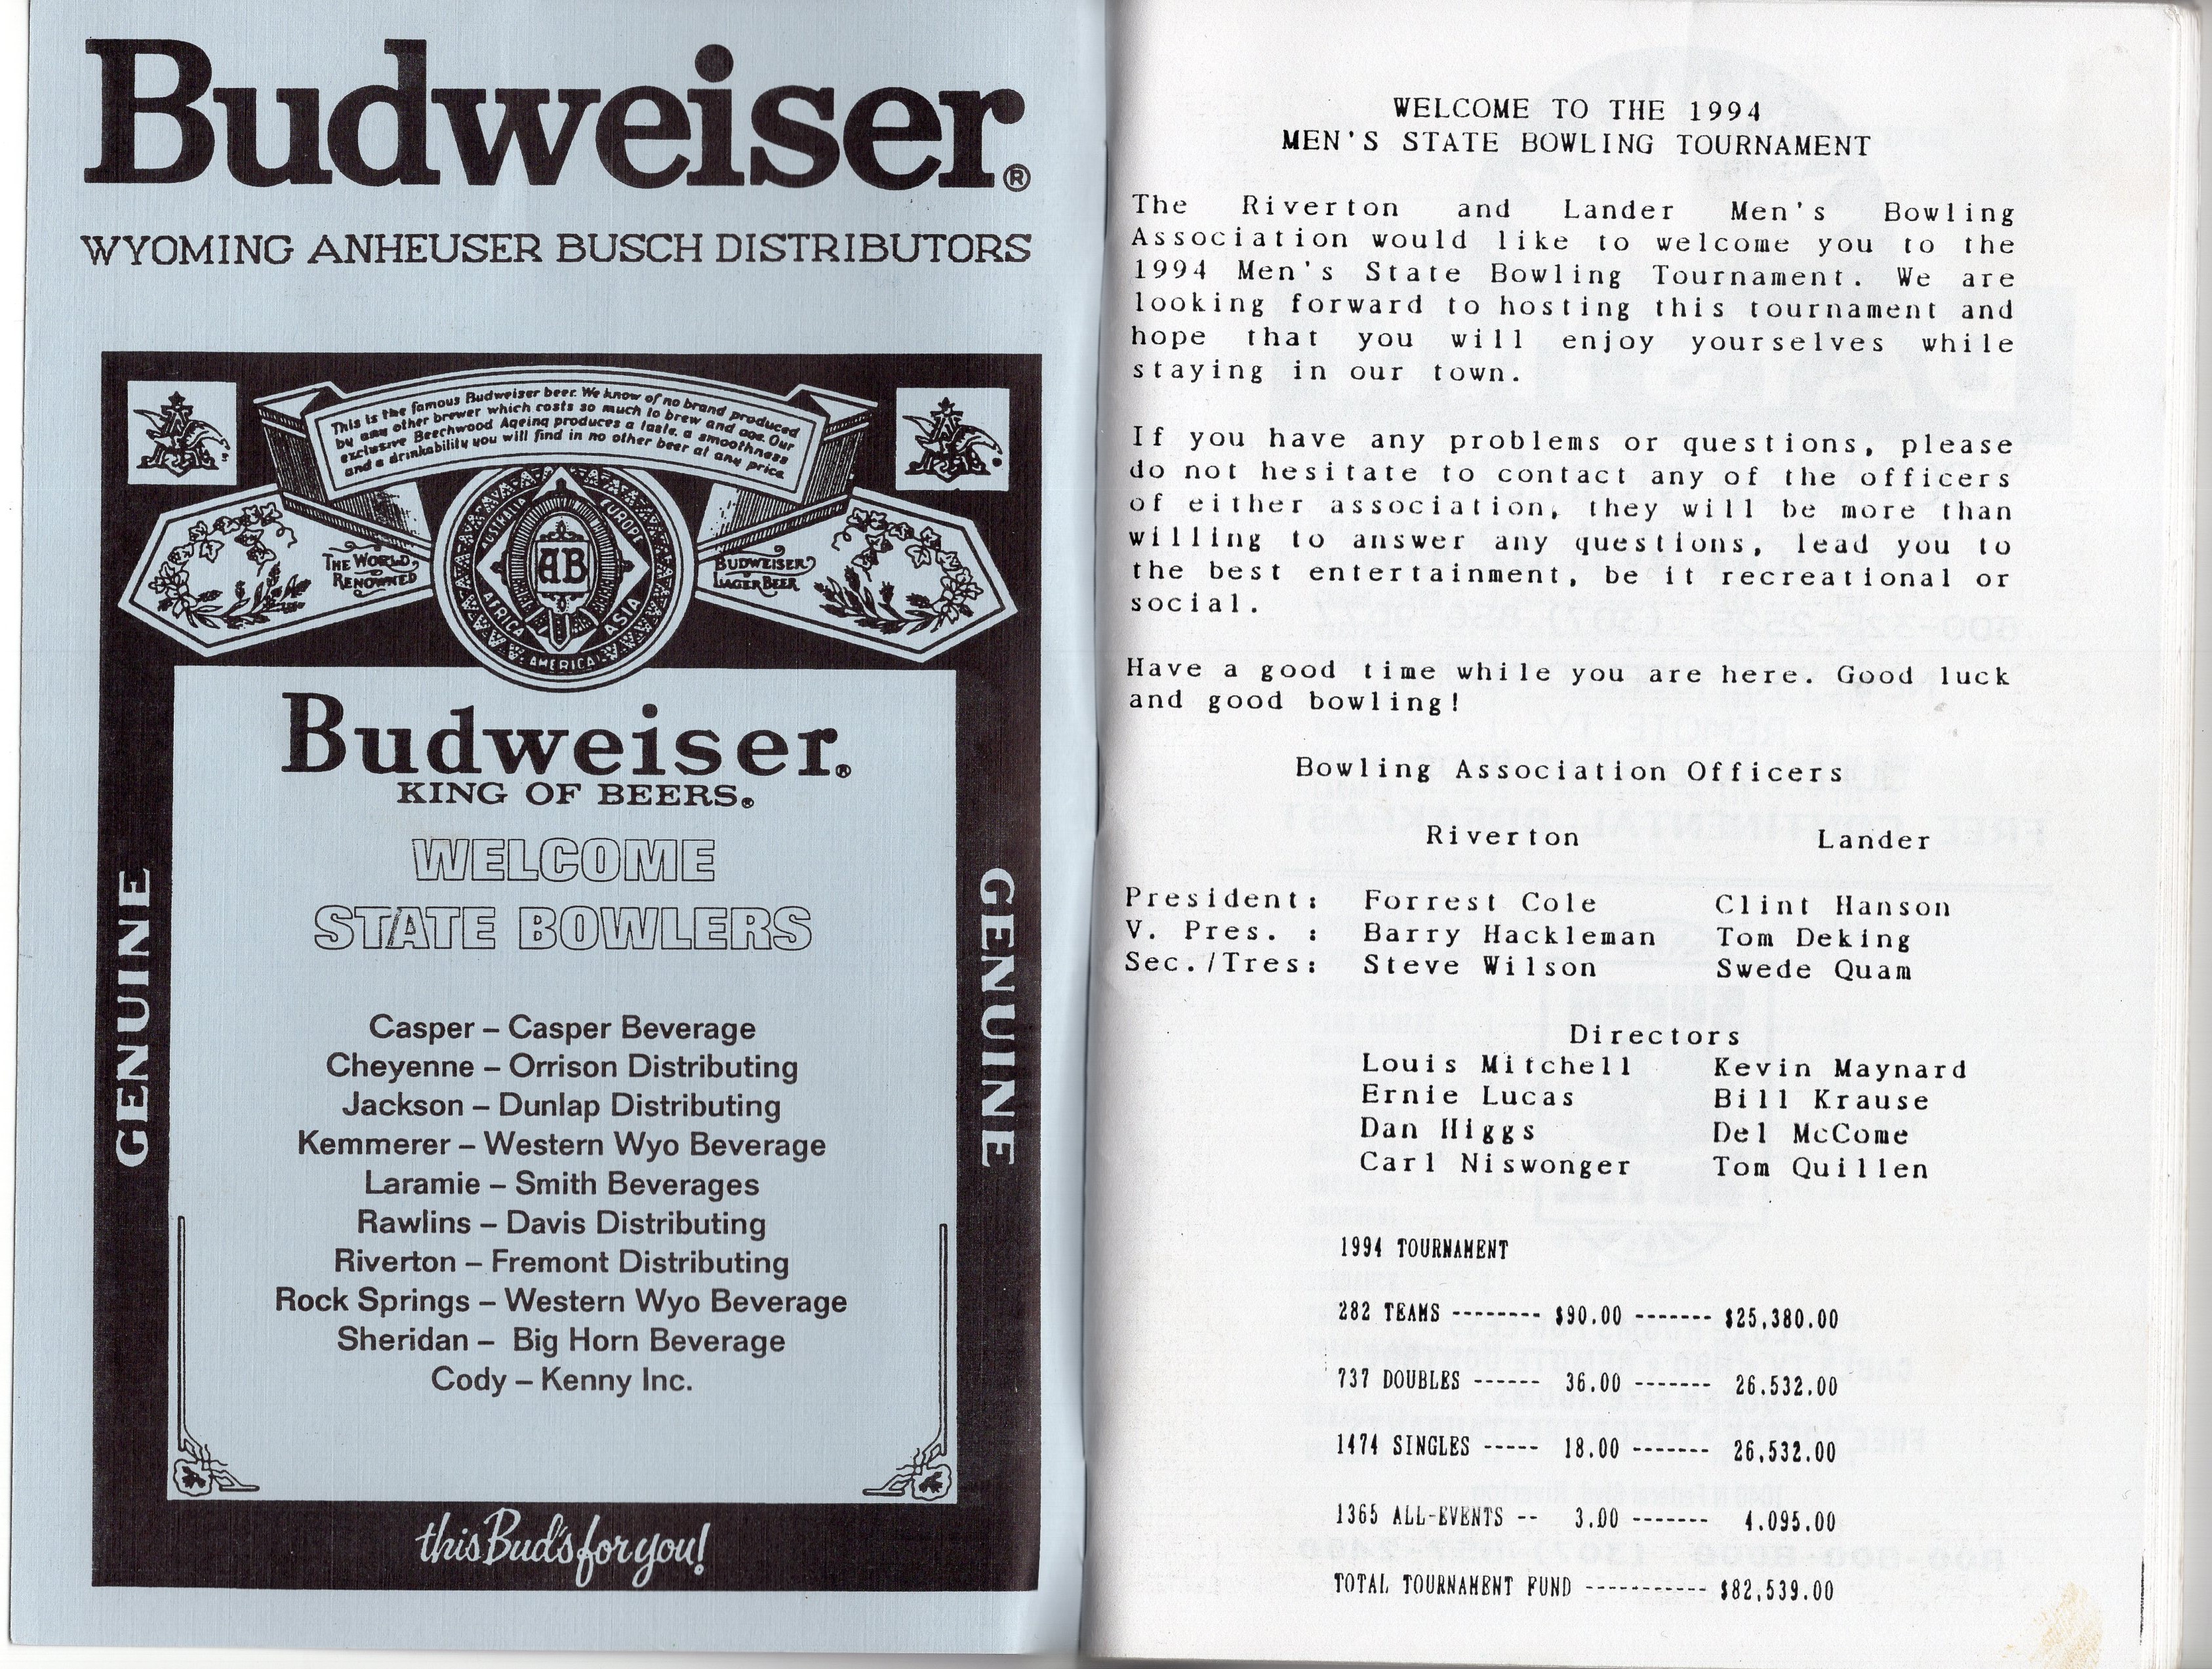 Budweiser®
WYOMING ANHEUSER BUSCH DISTRIBUTORS
This is the famous Budweiser beer. We know of no brand produced
by any other brewer which costs so much to brew and age. Our
exclusive Beechwood Ageing produces a taste, a smoothness
and a drinkability you will find in no other beer at any price.
THE WORLD
RENOWNED
AUSTRALIA
EUROPE
AB
AFRICA
ASIA
AMERICA
BUDWEISER
LAGER BEER
Budweiser®
KING OF BEERS®
WELCOME
STATE BOWLERS
GENUINE
GENUINE
Casper – Casper Beverage
Cheyenne – Orrison Distributing
Jackson – Dunlap Distributing
Kemmerer – Western Wyo Beverage
Laramie – Smith Beverages
Rawlins – Davis Distributing
Riverton – Fremont Distributing
Rock Springs – Western Wyo Beverage
Sheridan – Big Horn Beverage
Cody – Kenny Inc.
this Bud's for you!
WELCOME TO THE 1994
MEN'S STATE BOWLING TOURNAMENT
The Riverton and Lander Men's Bowling
Association would like to welcome you to the
1994 Men's State Bowling Tournament. We are
looking forward to hosting this tournament and
hope that you will enjoy yourselves while
staying in our town.
If you have any problems or questions, please
do not hesitate to contact any of the officers
of either association, they will be more than
willing to answer any questions, lead you to
the best entertainment, be it recreational or
social.
Have a good time while you are here. Good luck
and good bowling!
Bowling Association Officers
Riverton Lander
President: Forrest Cole Clint Hanson
V. Pres. : Barry Hackleman Tom Deking
Sec./Tres: Steve Wilson Swede Quam
Directors
Louis Mitchell Kevin Maynard
Ernie Lucas Bill Krause
Dan Higgs Del McCome
Carl Niswonger Tom Quillen
1994 TOURNAMENT
282 TEAMS -------- $90.00 ------- $25,380.00
737 DOUBLES ------ 36.00 ------- 26.532.00
1474 SINGLES ----- 18.00 ------- 26,532.00
1365 ALL-EVENTS -- 3.00 ------- 4.095.00
TOTAL TOURNAMENT FUND ----------- $82,539.00